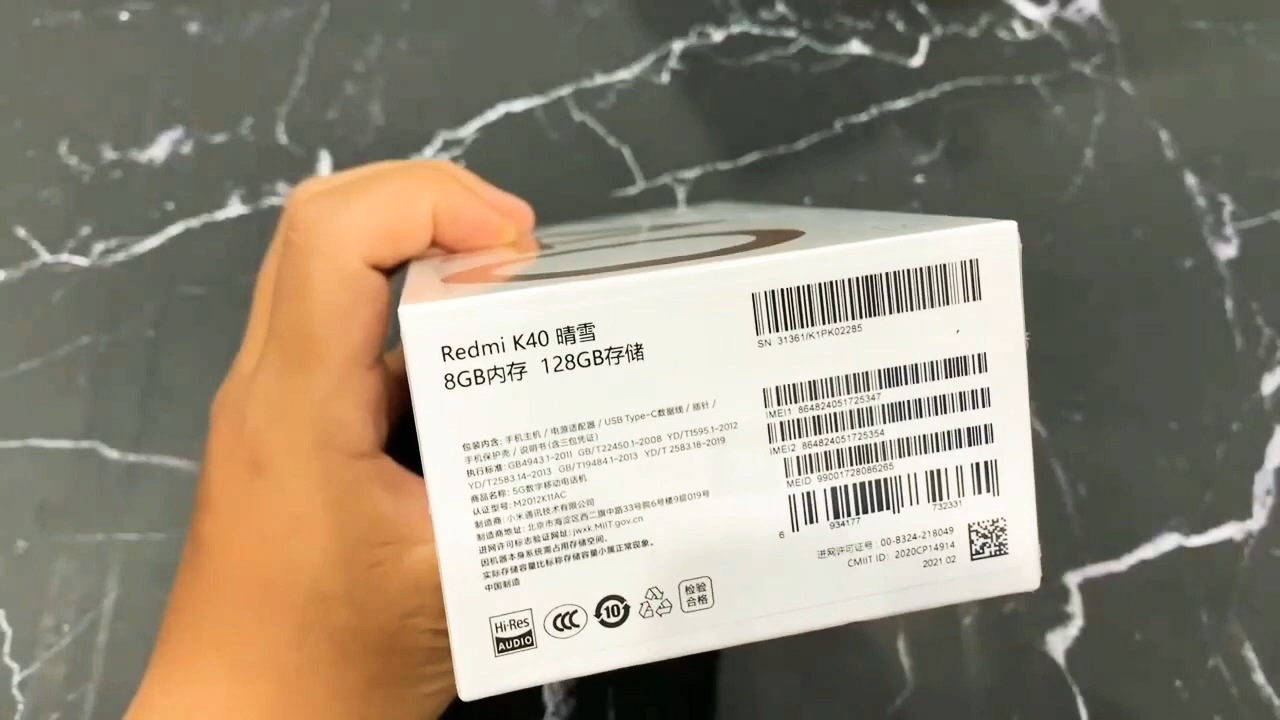 Redmi K40 晴雪
8GB内存 128GB存储
包装内含: 手机主机 / 电源适配器 / USB Type-C数据线 / 插针 /
手机保护壳 / 说明书(含三包凭证)
执行标准: GB4943.1-2011 GB/T22450.1-2008 YD/T1595.1-2012
YD/T2583.14-2013 GB/T19484.1-2013 YD/T 2583.18-2019
商品名称: 5G数字移动电话机
认证型号: M2012K11AC
制造商: 小米通讯技术有限公司
制造商地址: 北京市海淀区西二旗中路33号院6号楼9层019号
进网许可标志验证网址: jwxk.MIIT.gov.cn
因机器本身系统需占用存储空间,
实际存储容量比标称存储容量小属正常现象。
中国制造
Hi-Res
AUDIO
CCC
10
检验
合格
SN 31361/K1PK02285
IMEI1 864824051725347
IMEI2 864824051725354
MEID 99001728086265
6 934177 732331
进网许可证号 00-B324-218049
CMIIT ID: 2020CP14914
2021 02